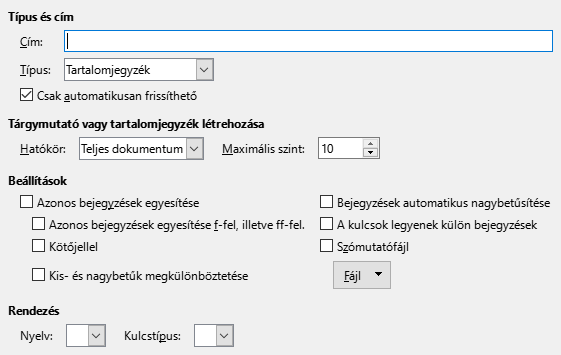 Típus és cím
Cím:
Típus: Tartalomjegyzék
Csak automatikusan frissíthető
Tárgymutató vagy tartalomjegyzék létrehozása
Hatókör: Teljes dokumentum Maximális szint: 10
Beállítások
Azonos bejegyzések egyesítése Bejegyzések automatikus nagybetűsítése
Azonos bejegyzések egyesítése f-fel, illetve ff-fel. A kulcsok legyenek külön bejegyzések
Kötőjellel Szómutatófájl
Kis- és nagybetűk megkülönböztetése Fájl
Rendezés
Nyelv: Kulcstípus: